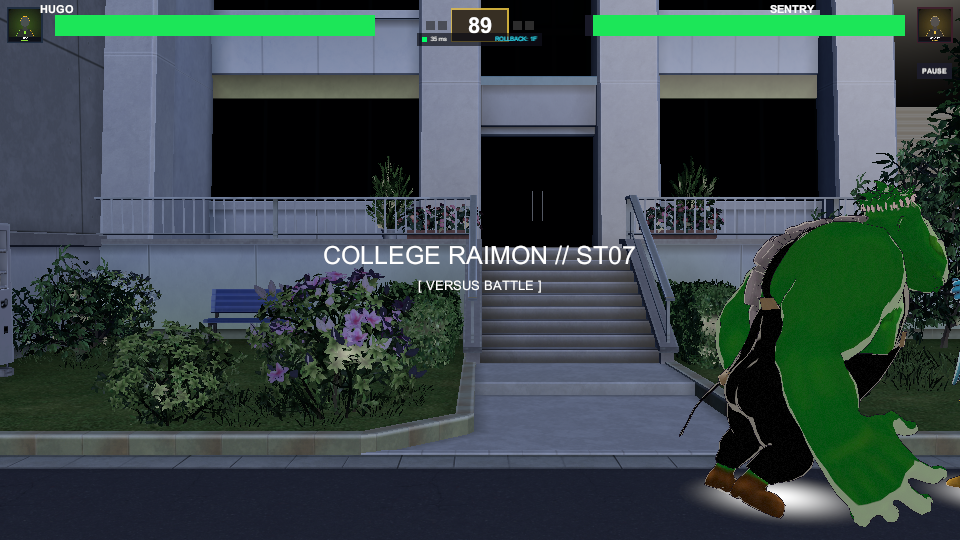 HUGO
89
SENTRY
35 ms
ROLLBACK: 1F
PAUSE
COLLEGE RAIMON // ST07
[ VERSUS BATTLE ]